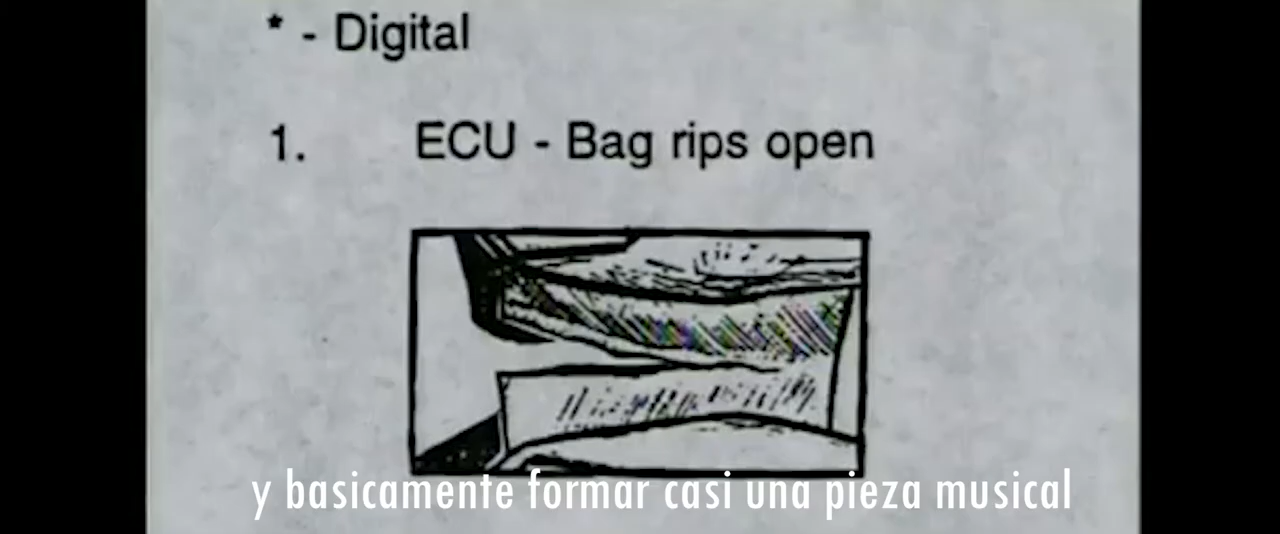 * - Digital
1. ECU - Bag rips open
y basicamente formar casi una pieza musical